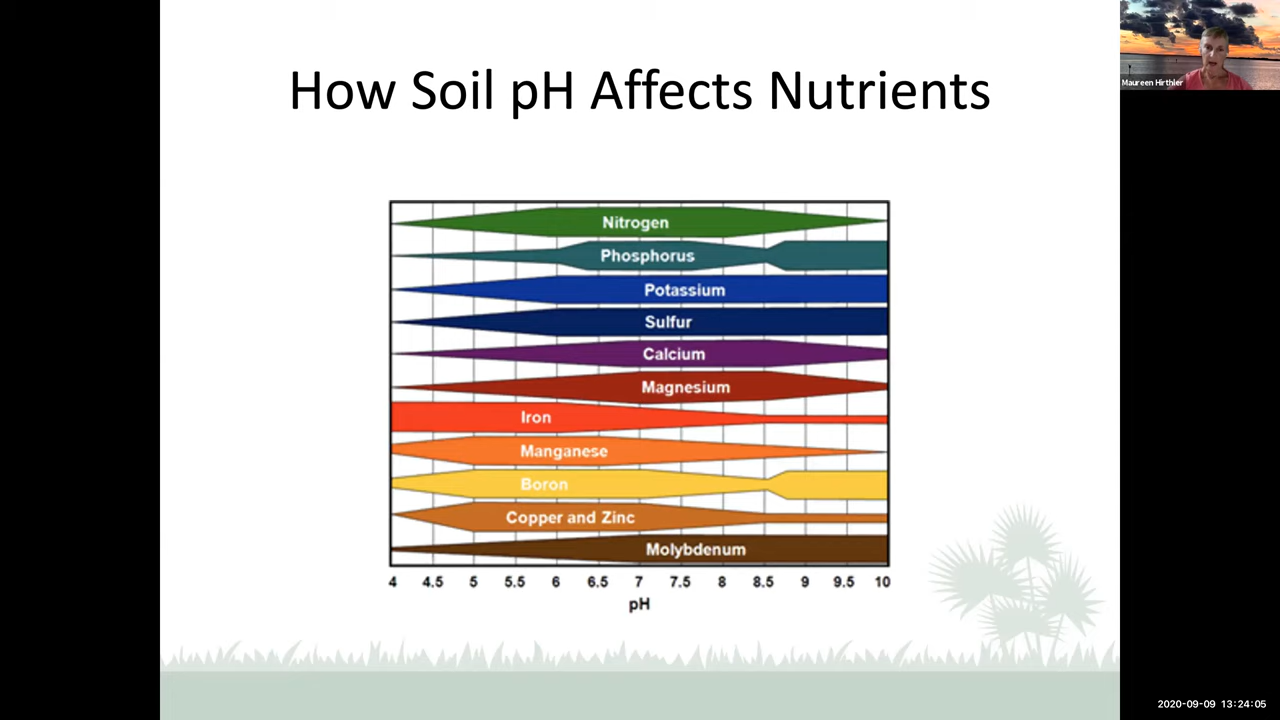 How Soil pH Affects Nutrients
Maureen Hirthler
Nitrogen
Phosphorus
Potassium
Sulfur
Calcium
Magnesium
Iron
Manganese
Boron
Copper and Zinc
Molybdenum
4 4.5 5 5.5 6 6.5 7 7.5 8 8.5 9 9.5 10
pH
2020-09-09 13:24:05